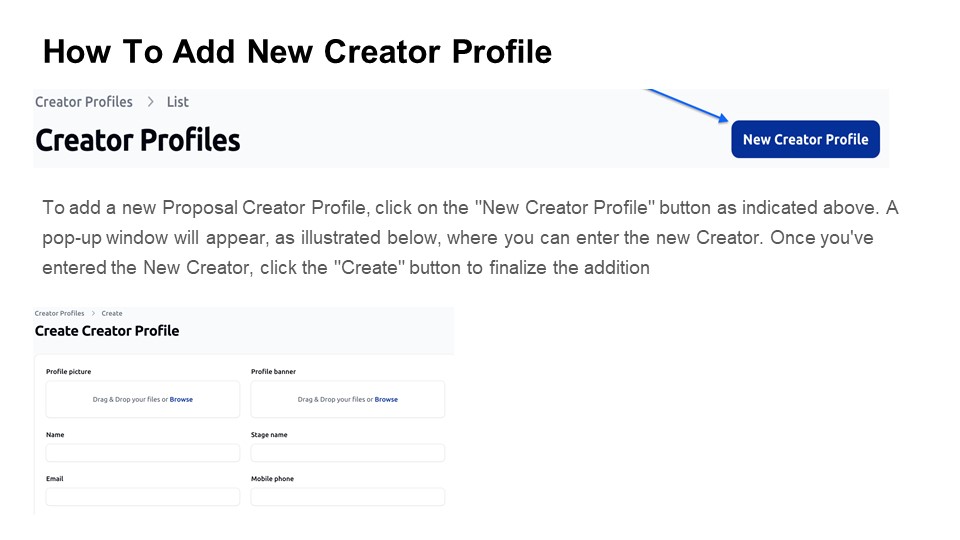 How To Add New Creator Profile
Creator Profiles > List
Creator Profiles
New Creator Profile
To add a new Proposal Creator Profile, click on the "New Creator Profile" button as indicated above. A
pop-up window will appear, as illustrated below, where you can enter the new Creator. Once you've
entered the New Creator, click the "Create" button to finalize the addition
Creator Profiles > Create
Create Creator Profile
Profile picture
Profile banner
Drag & Drop your files or Browse
Drag & Drop your files or Browse
Name
Stage name
Email
Mobile phone